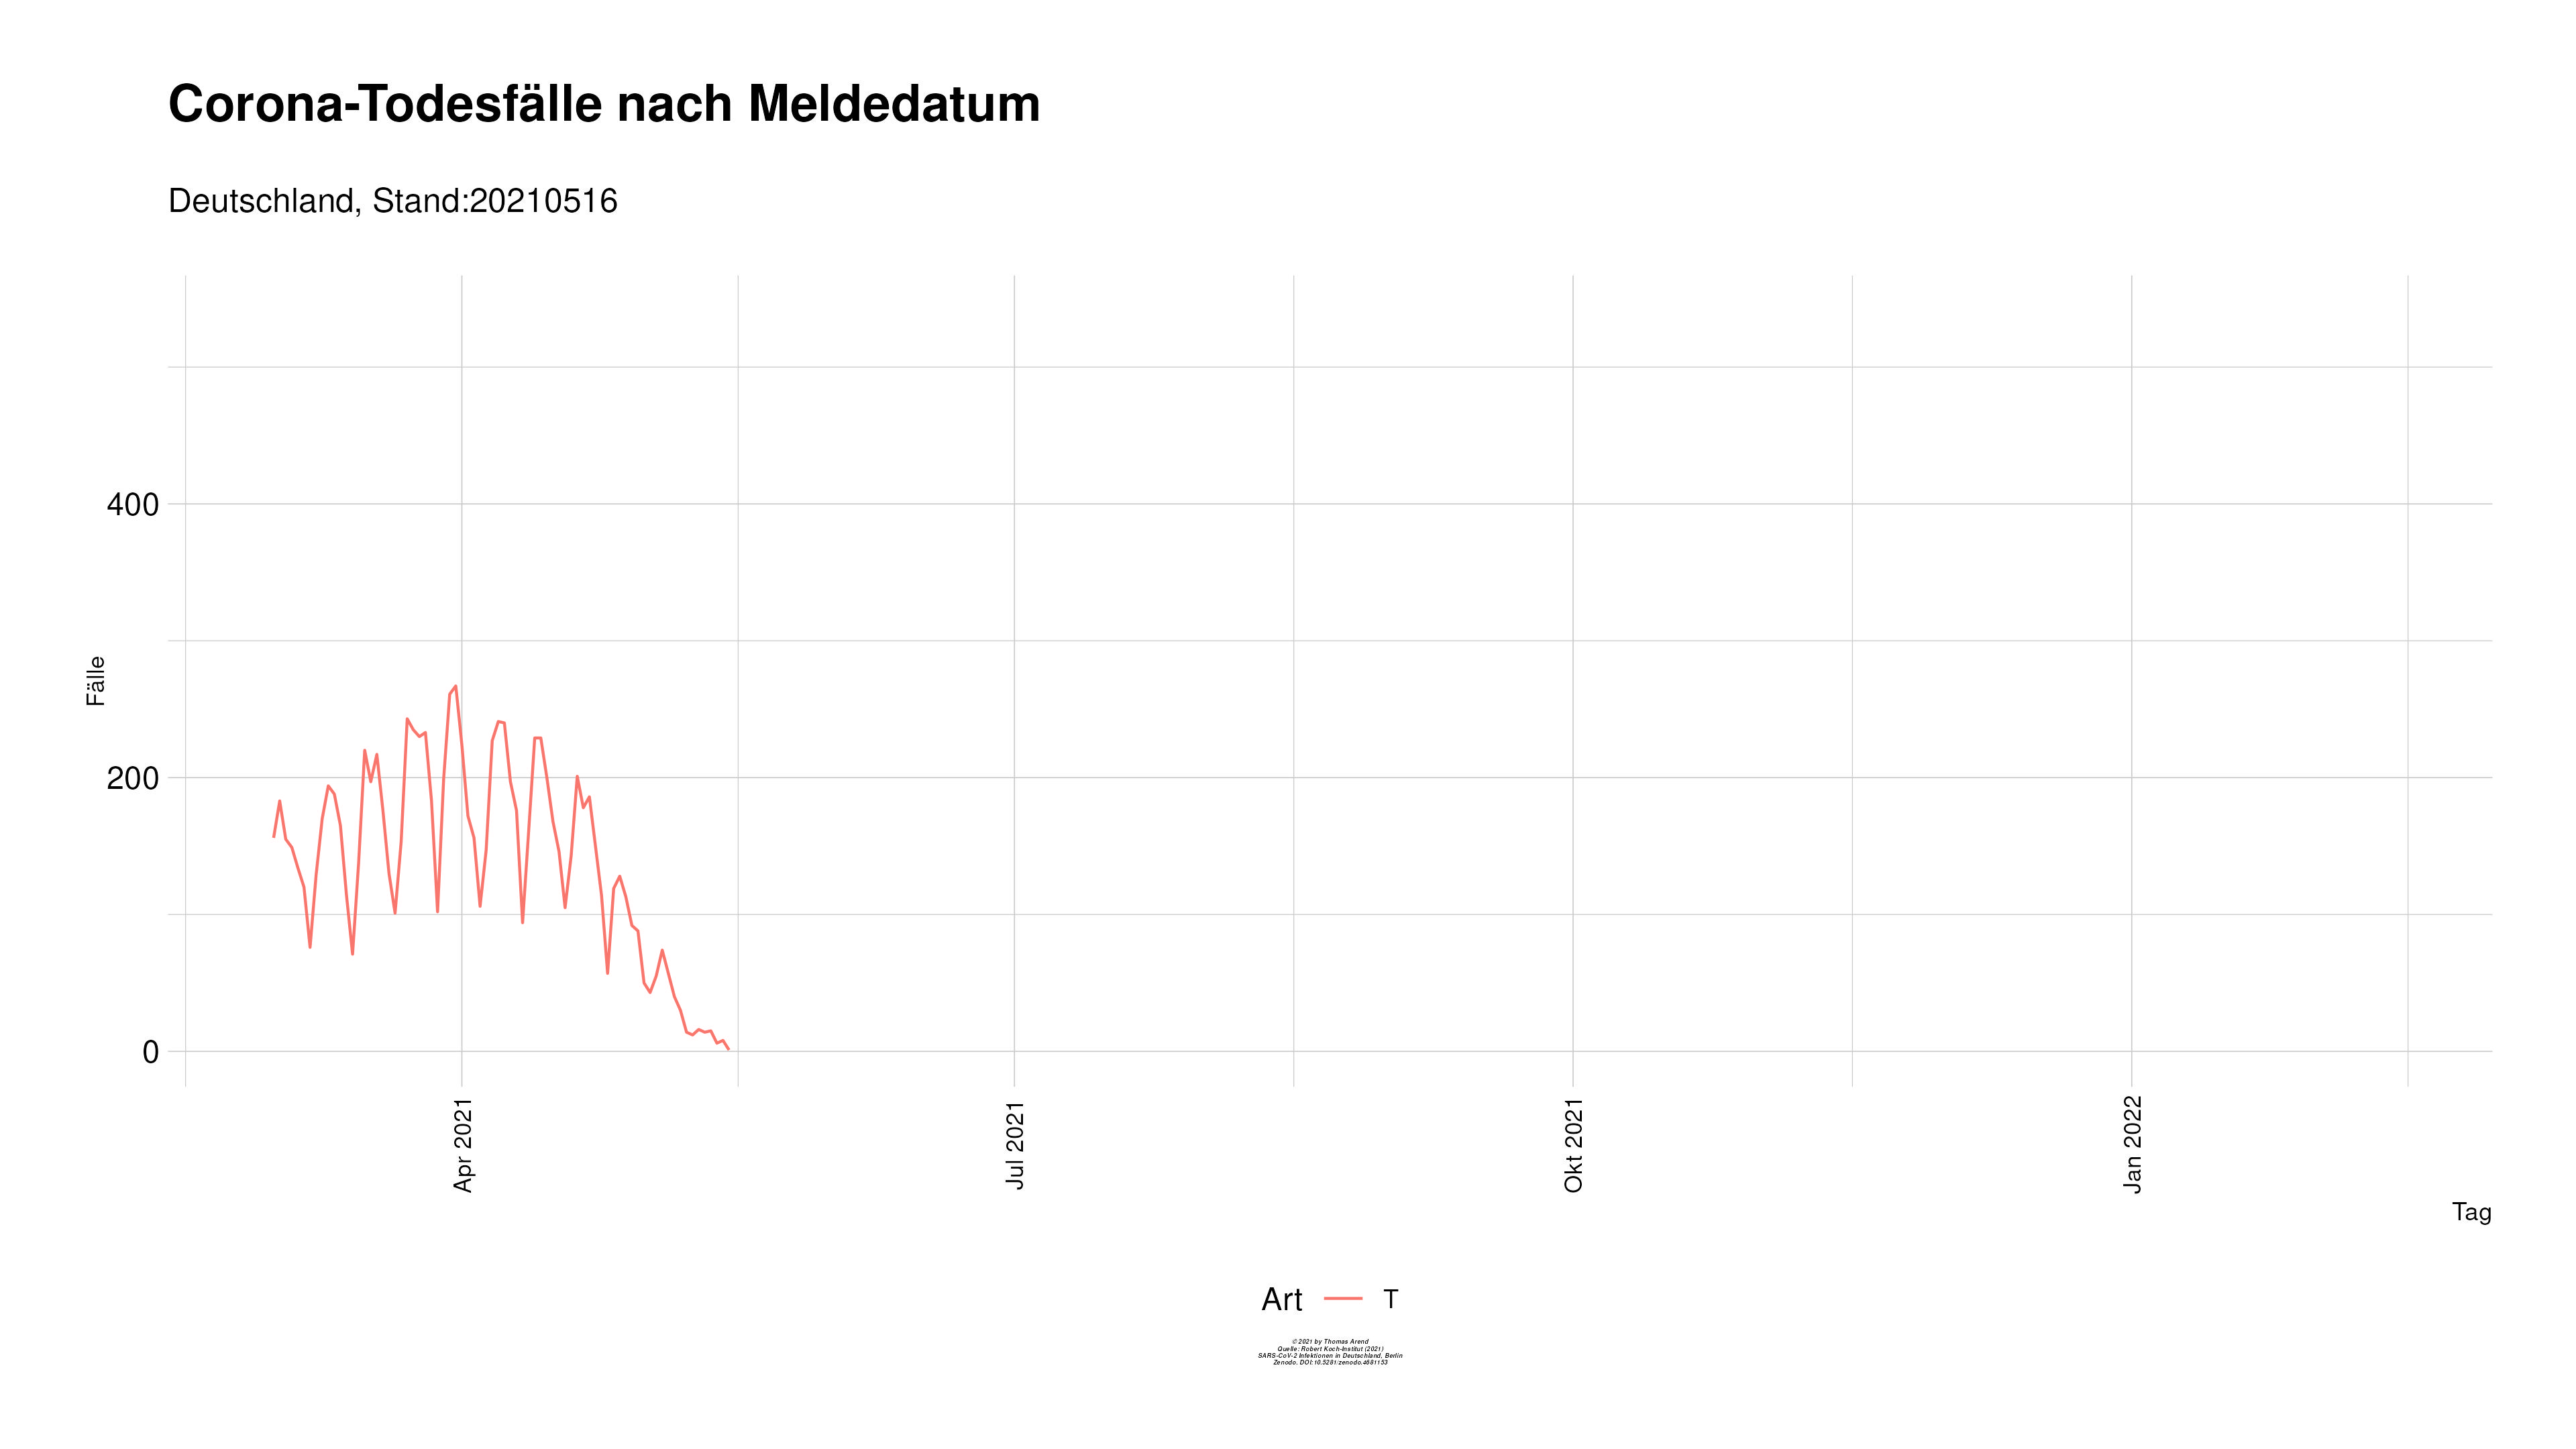 Corona-Todesfälle nach Meldedatum
Deutschland, Stand:20210516
Fälle
400
200
0
Apr 2021
Jul 2021
Okt 2021
Jan 2022
Tag
Art T
© 2021 by Thomas Arend
Quelle: Robert Koch-Institut (2021)
SARS-CoV-2 Infektionen in Deutschland, Berlin
Zenodo. DOI:10.5281/zenodo.4681153